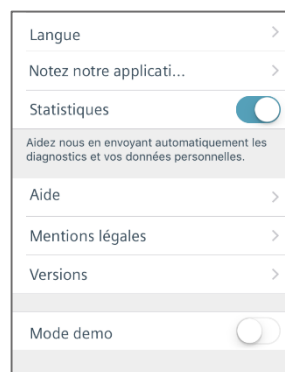 Langue
Notez notre applicati...
Statistiques
Aidez nous en envoyant automatiquement les
diagnostics et vos données personnelles.
Aide
Mentions légales
Versions
Mode demo